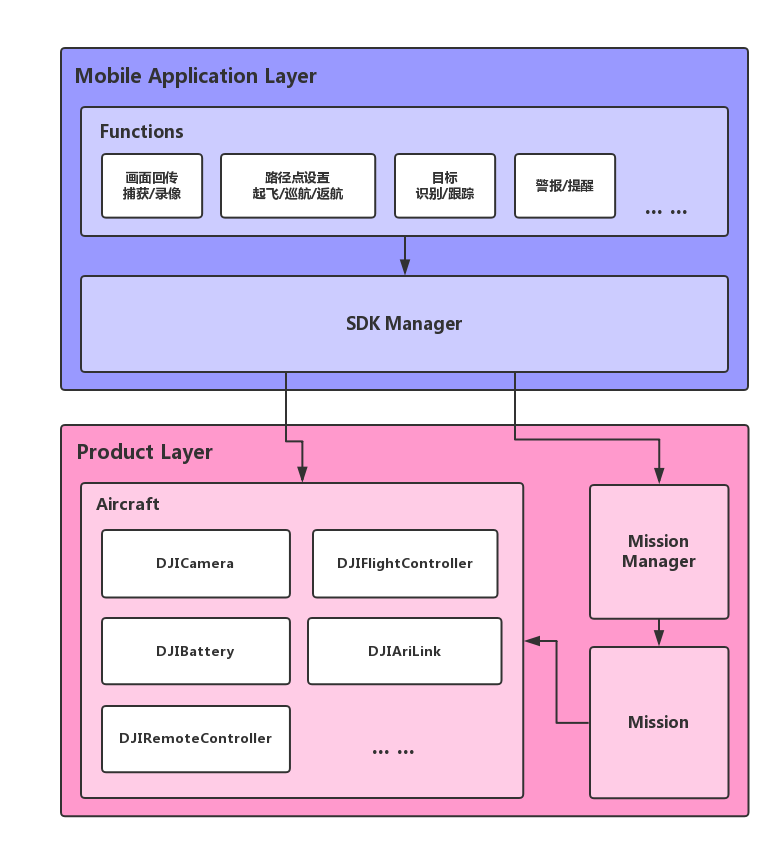 Mobile Application Layer
Functions
画面回传
捕获/录像
路径点设置
起飞/巡航/返航
目标
识别/跟踪
警报/提醒
... ...
SDK Manager
Product Layer
Aircraft
DJICamera
DJIFlightController
DJIBattery
DJIAriLink
DJIRemoteController
... ...
Mission
Manager
Mission